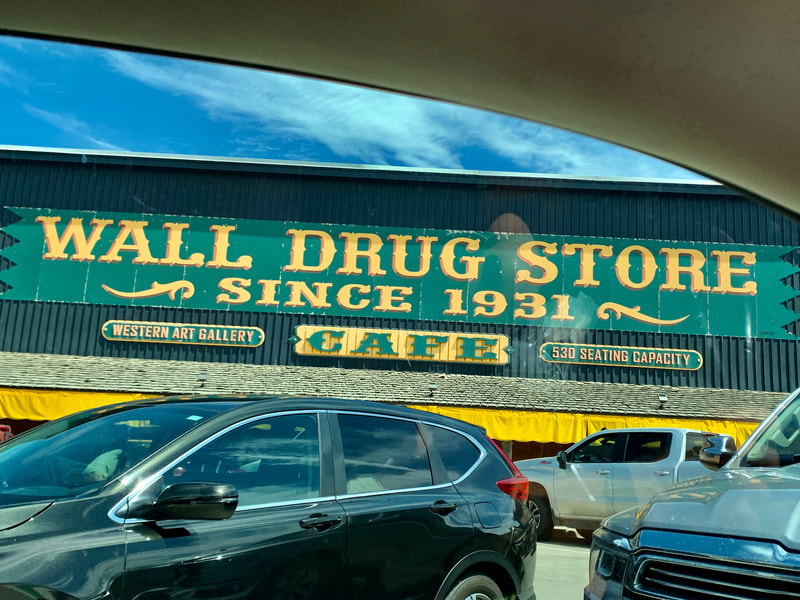 WALL DRUG STORE
SINCE 1931
WESTERN ART GALLERY
CAFE
530 SEATING CAPACITY